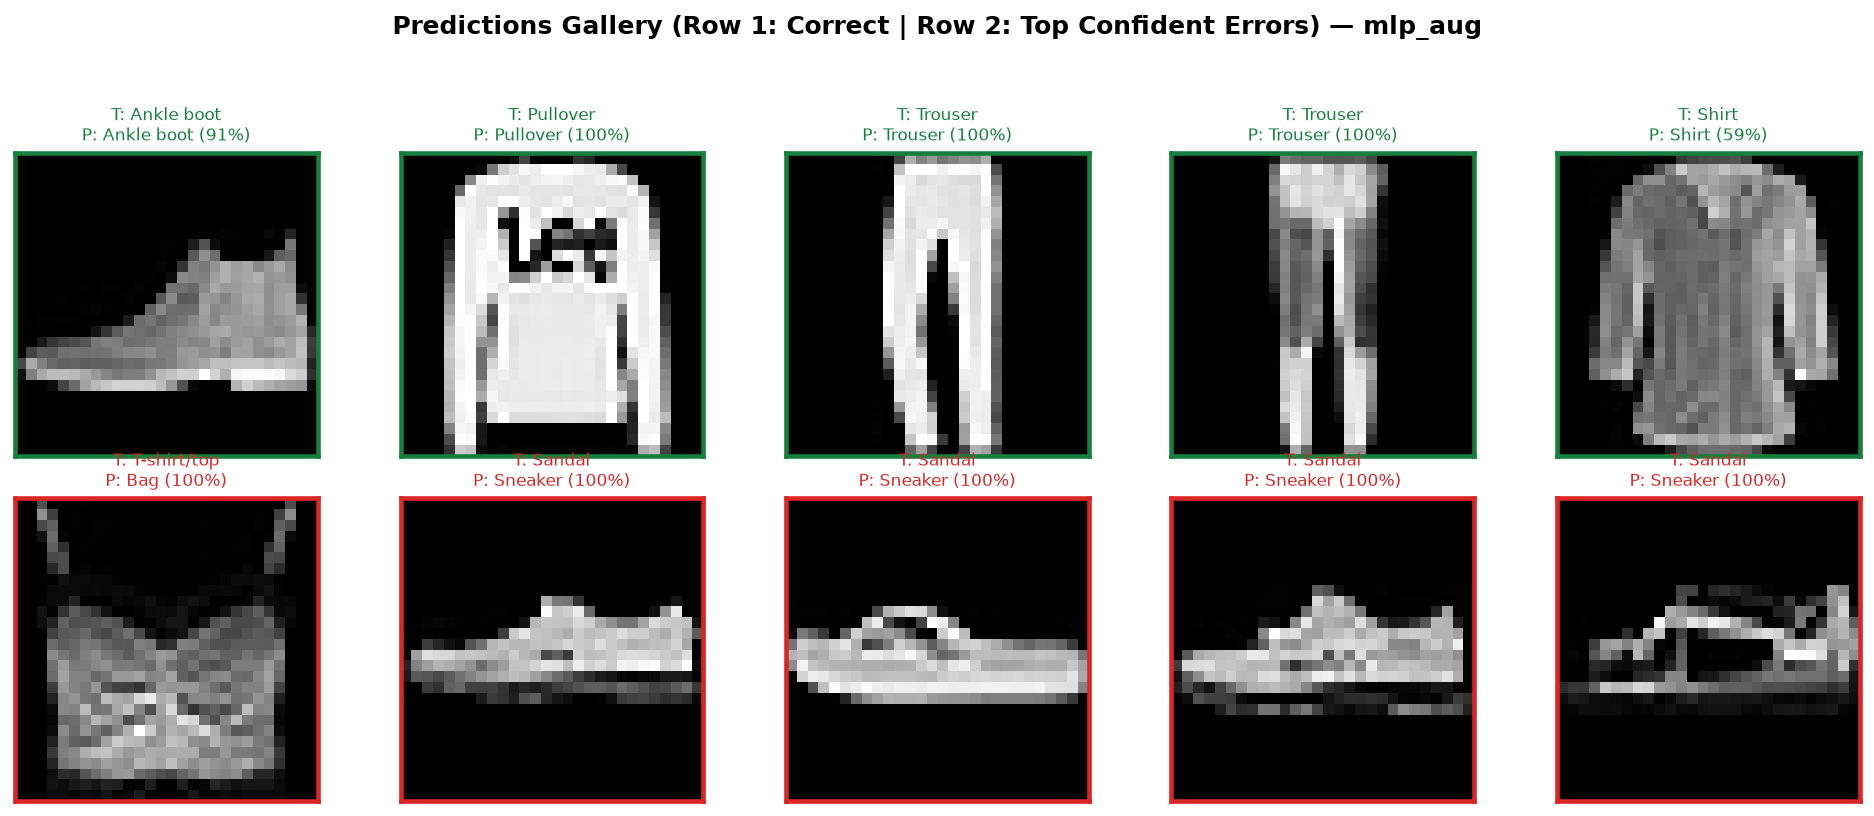 Predictions Gallery (Row 1: Correct | Row 2: Top Confident Errors) — mlp_aug
T: Ankle boot
P: Ankle boot (91%)
T: Pullover
P: Pullover (100%)
T: Trouser
P: Trouser (100%)
T: Trouser
P: Trouser (100%)
T: Shirt
P: Shirt (59%)
T: T-shirt/top
P: Bag (100%)
T: Sandal
P: Sneaker (100%)
T: Sandal
P: Sneaker (100%)
T: Sandal
P: Sneaker (100%)
T: Sandal
P: Sneaker (100%)